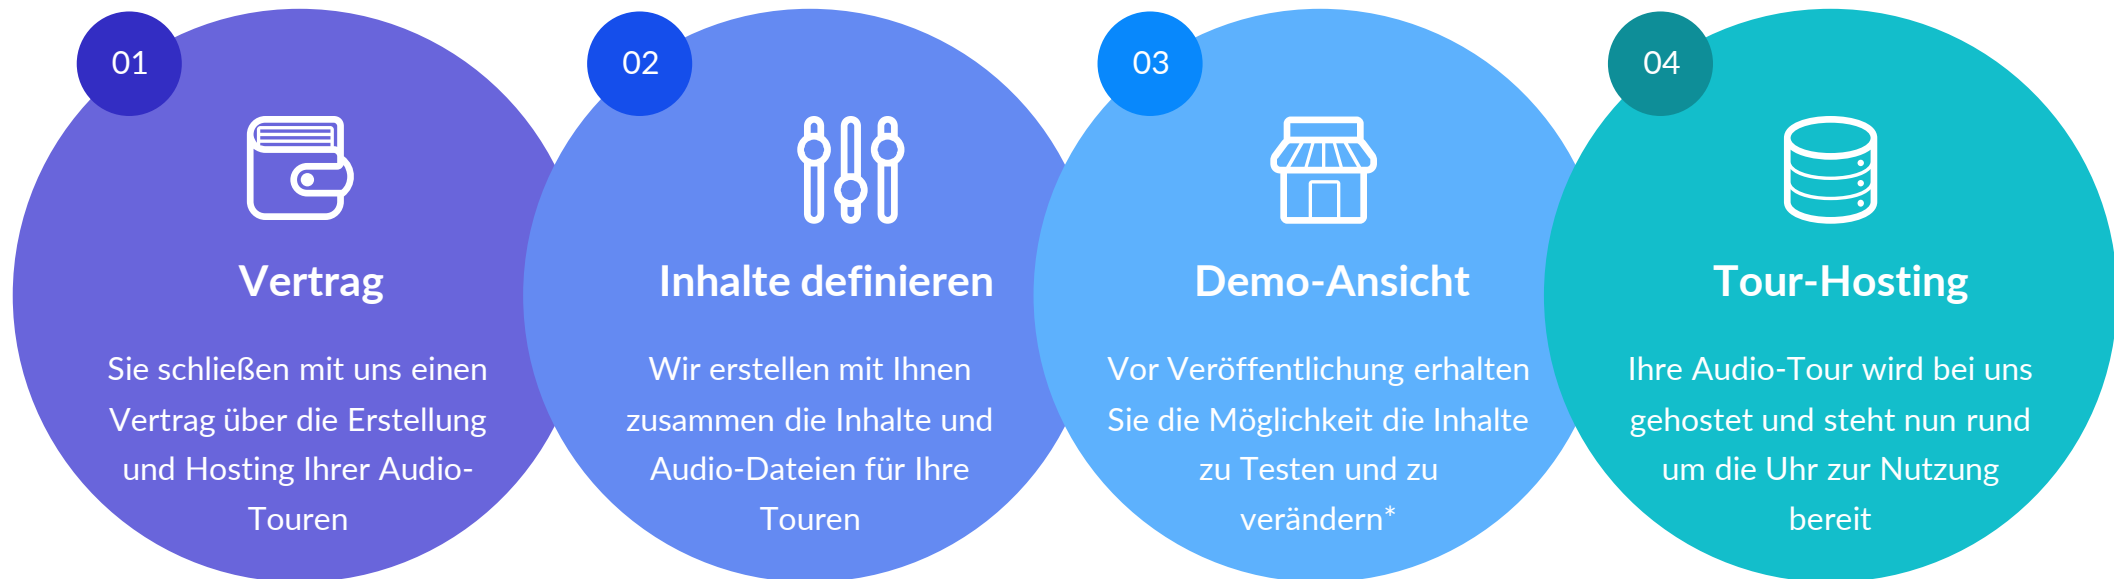 01
Vertrag
Sie schließen mit uns einen
Vertrag über die Erstellung
und Hosting Ihrer Audio-
Touren
02
Inhalte definieren
Wir erstellen mit Ihnen
zusammen die Inhalte und
Audio-Dateien für Ihre
Touren
03
Demo-Ansicht
Vor Veröffentlichung erhalten
Sie die Möglichkeit die Inhalte
zu Testen und zu
verändern*
04
Tour-Hosting
Ihre Audio-Tour wird bei uns
gehostet und steht nun rund
um die Uhr zur Nutzung
bereit